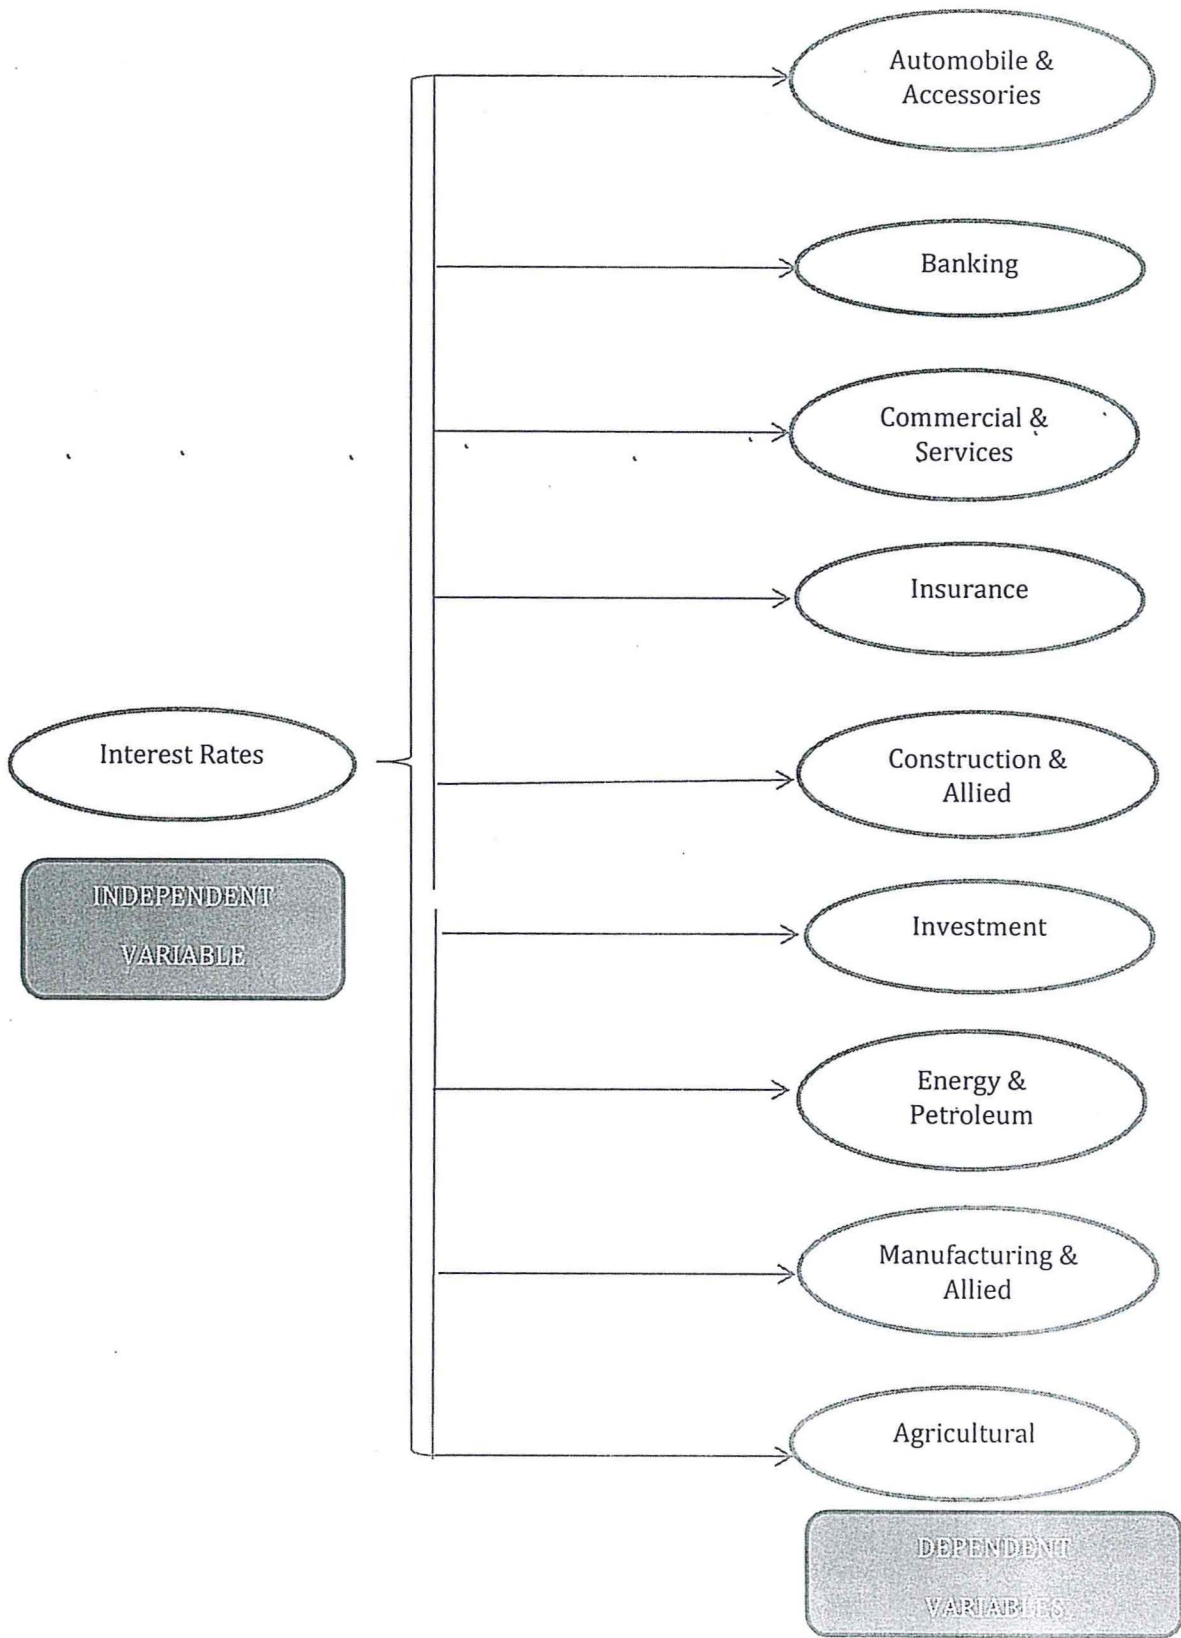 Automobile &
Accessories
Banking
Commercial &
Services
Insurance
Interest Rates
Construction &
Allied
INDEPENDENT
VARIABLE
Investment
Energy &
Petroleum
Manufacturing &
Allied
Agricultural
DEPENDENT
VARIABLES